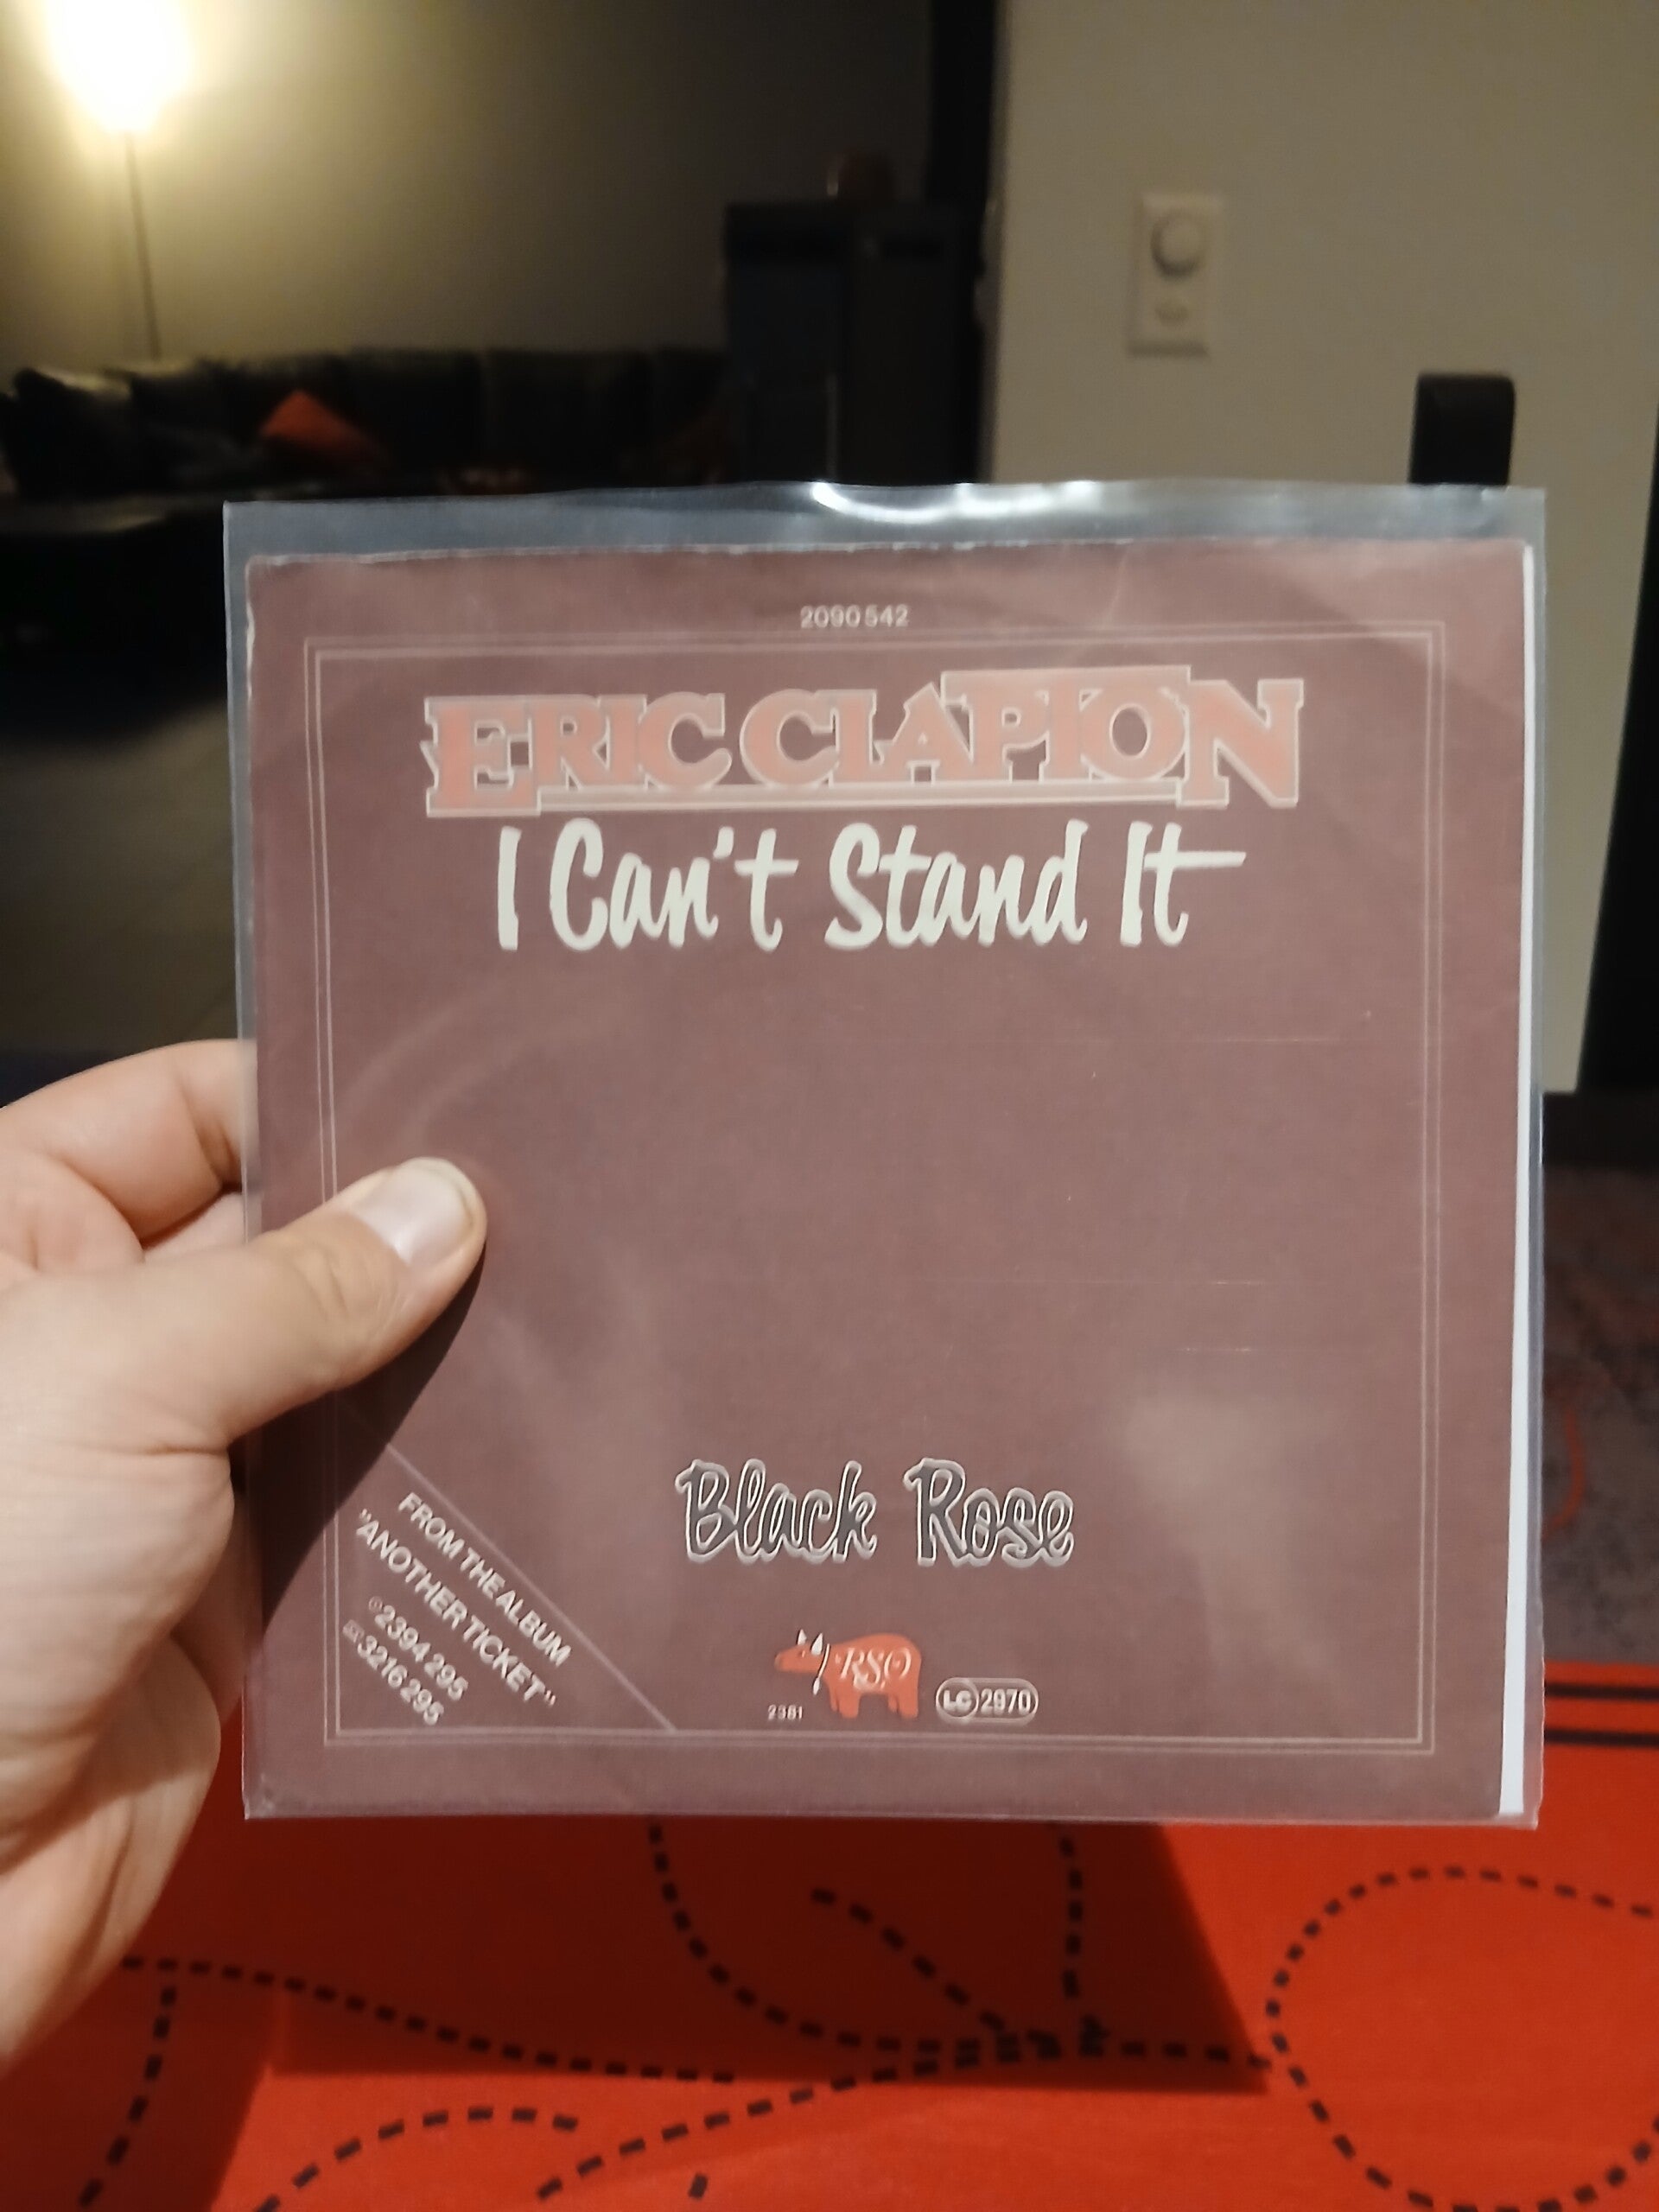 2090 542
ERIC CLAPTON
I Can't Stand It
Black Rose
FROM THE ALBUM
"ANOTHER TICKET"
2394 295
3216 295
RSO
2381
LC 2970